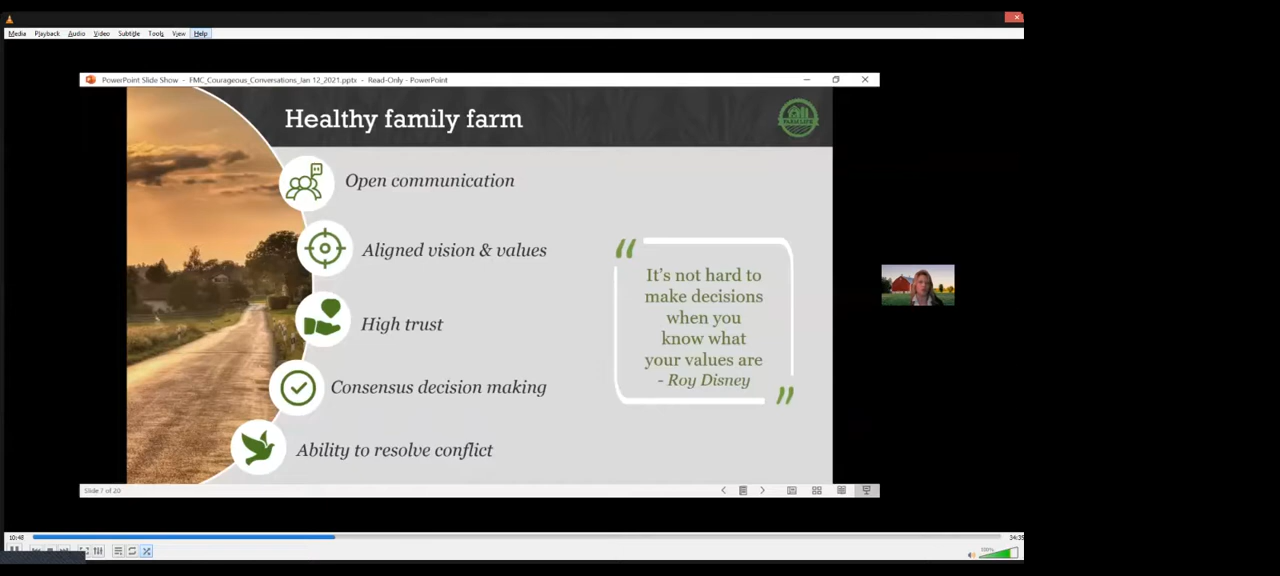 Media Playback Audio Video Subtitle Tools View Help
PowerPoint Slide Show - FMC_Courageous_Conversations_Jan 12_2021.pptx - Read-Only - PowerPoint
Healthy family farm
Open communication
Aligned vision & values
High trust
Consensus decision making
Ability to resolve conflict
“
It's not hard to
make decisions
when you
know what
your values are
- Roy Disney
”
Slide 7 of 20
10:48
34:35
100%